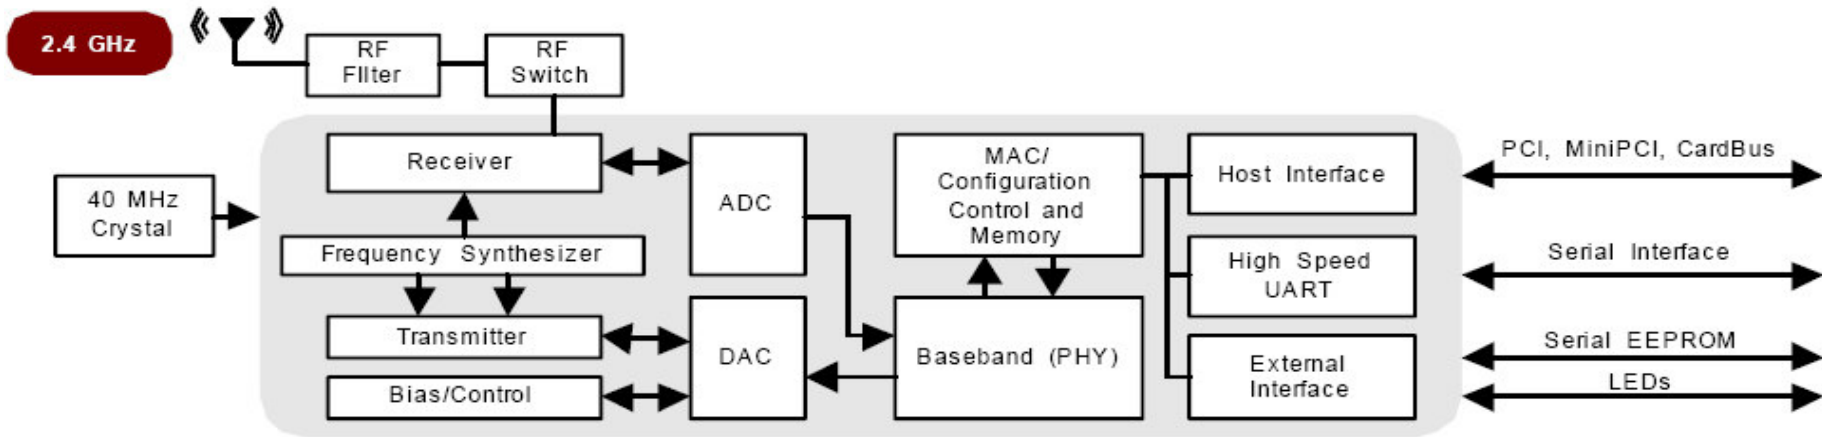 2.4 GHz
RF
FIlter
RF
Switch
40 MHz
Crystal
Receiver
Frequency Synthesizer
Transmitter
Bias/Control
ADC
DAC
MAC/
Configuration
Control and
Memory
Baseband (PHY)
Host Interface
High Speed
UART
External
Interface
PCI, MiniPCI, CardBus
Serial Interface
Serial EEPROM
LEDs